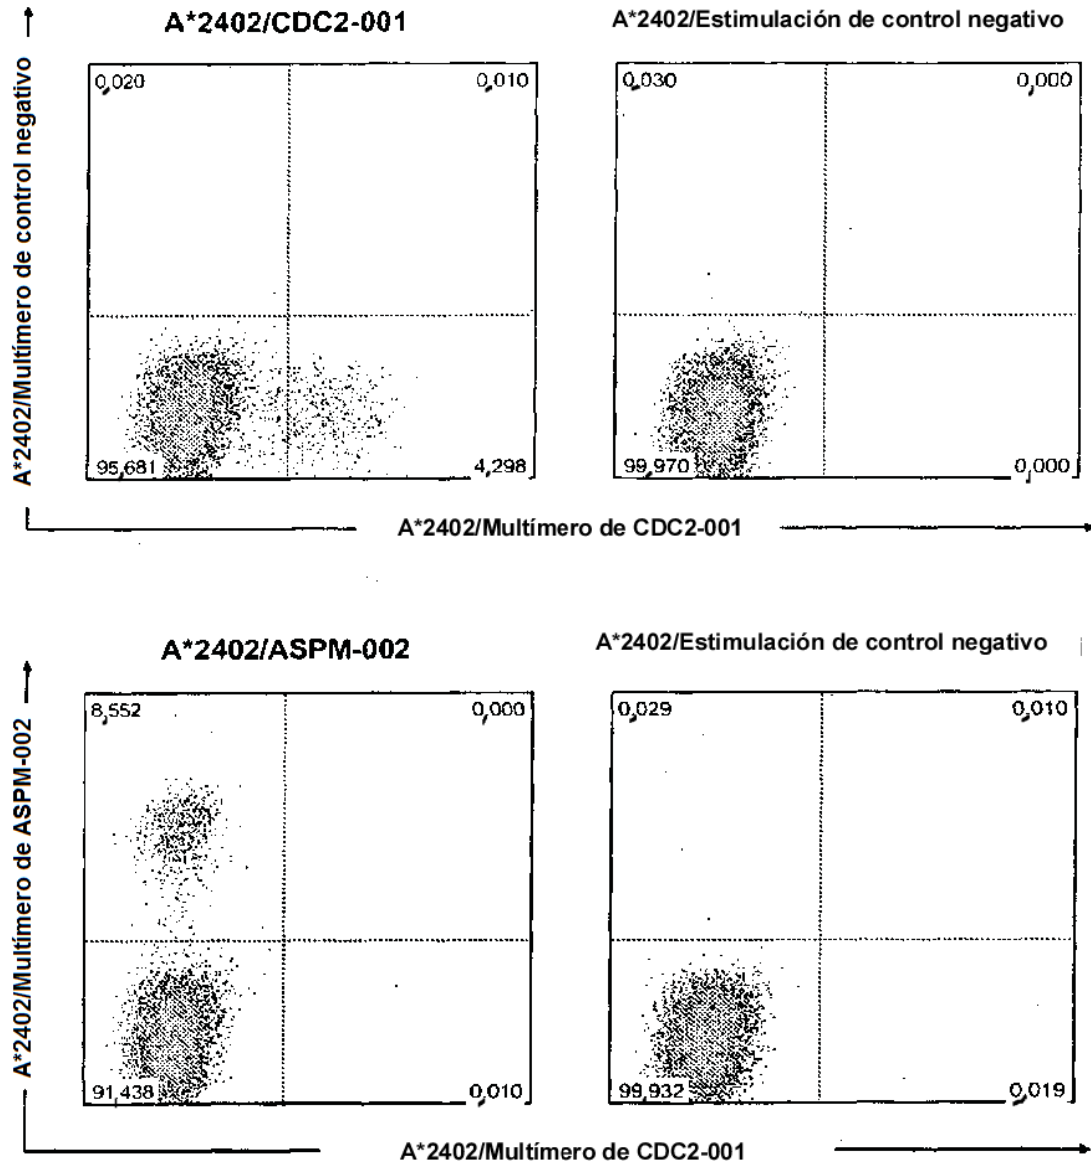 A*2402/CDC2-001
A*2402/Estimulación de control negativo
A*2402/Multímero de control negativo
0,020
0,010
0,030
0,000
95,681
4,298
99,970
0,000
A*2402/Multímero de CDC2-001
A*2402/ASPM-002
A*2402/Estimulación de control negativo
A*2402/Multímero de ASPM-002
8,552
0,000
0,029
0,010
91,438
0,010
99,932
0,019
A*2402/Multímero de CDC2-001